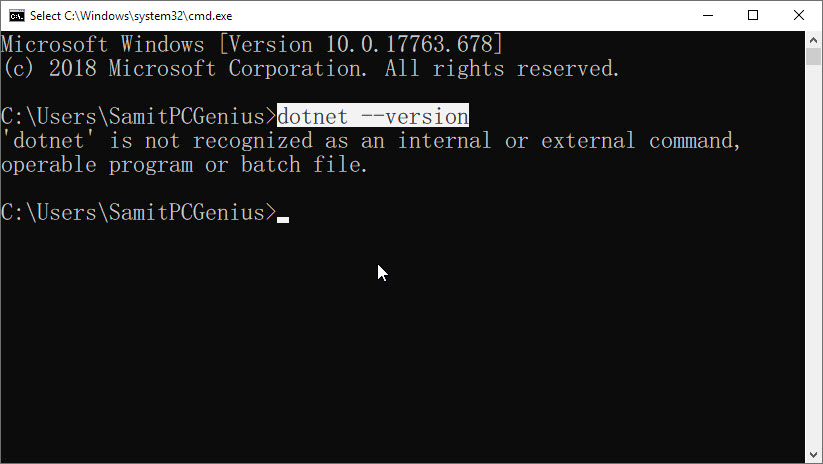 Select C:\Windows\system32\cmd.exe
Microsoft Windows [Version 10.0.17763.678]
(c) 2018 Microsoft Corporation. All rights reserved.
C:\Users\SamitPCGenius>dotnet --version
'dotnet' is not recognized as an internal or external command,
operable program or batch file.
C:\Users\SamitPCGenius>